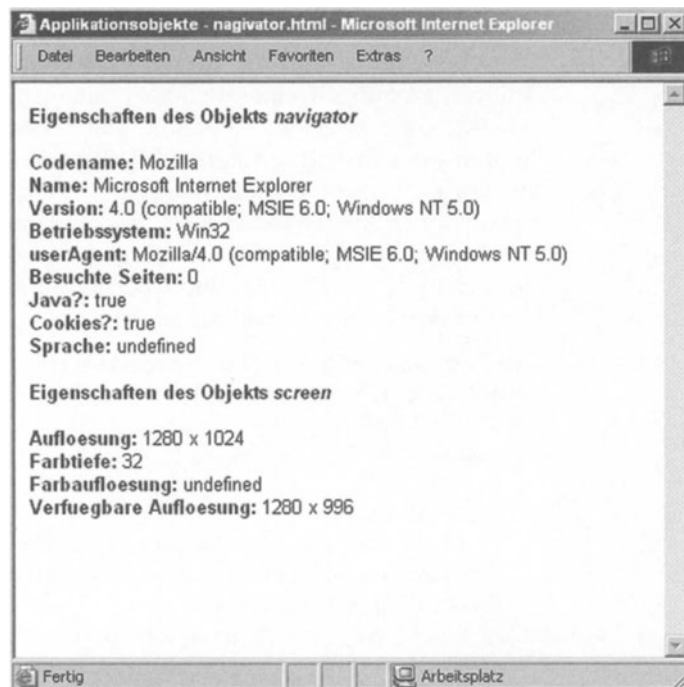 Applikationsobjekte - nagivator.html - Microsoft Internet Explorer
Datei Bearbeiten Ansicht Favoriten Extras ?
Eigenschaften des Objekts navigator
Codename: Mozilla
Name: Microsoft Internet Explorer
Version: 4.0 (compatible; MSIE 6.0; Windows NT 5.0)
Betriebssystem: Win32
userAgent: Mozilla/4.0 (compatible; MSIE 6.0; Windows NT 5.0)
Besuchte Seiten: 0
Java?: true
Cookies?: true
Sprache: undefined
Eigenschaften des Objekts screen
Aufloesung: 1280 x 1024
Farbtiefe: 32
Farbaufloesung: undefined
Verfuegbare Aufloesung: 1280 x 996
Fertig Arbeitsplatz